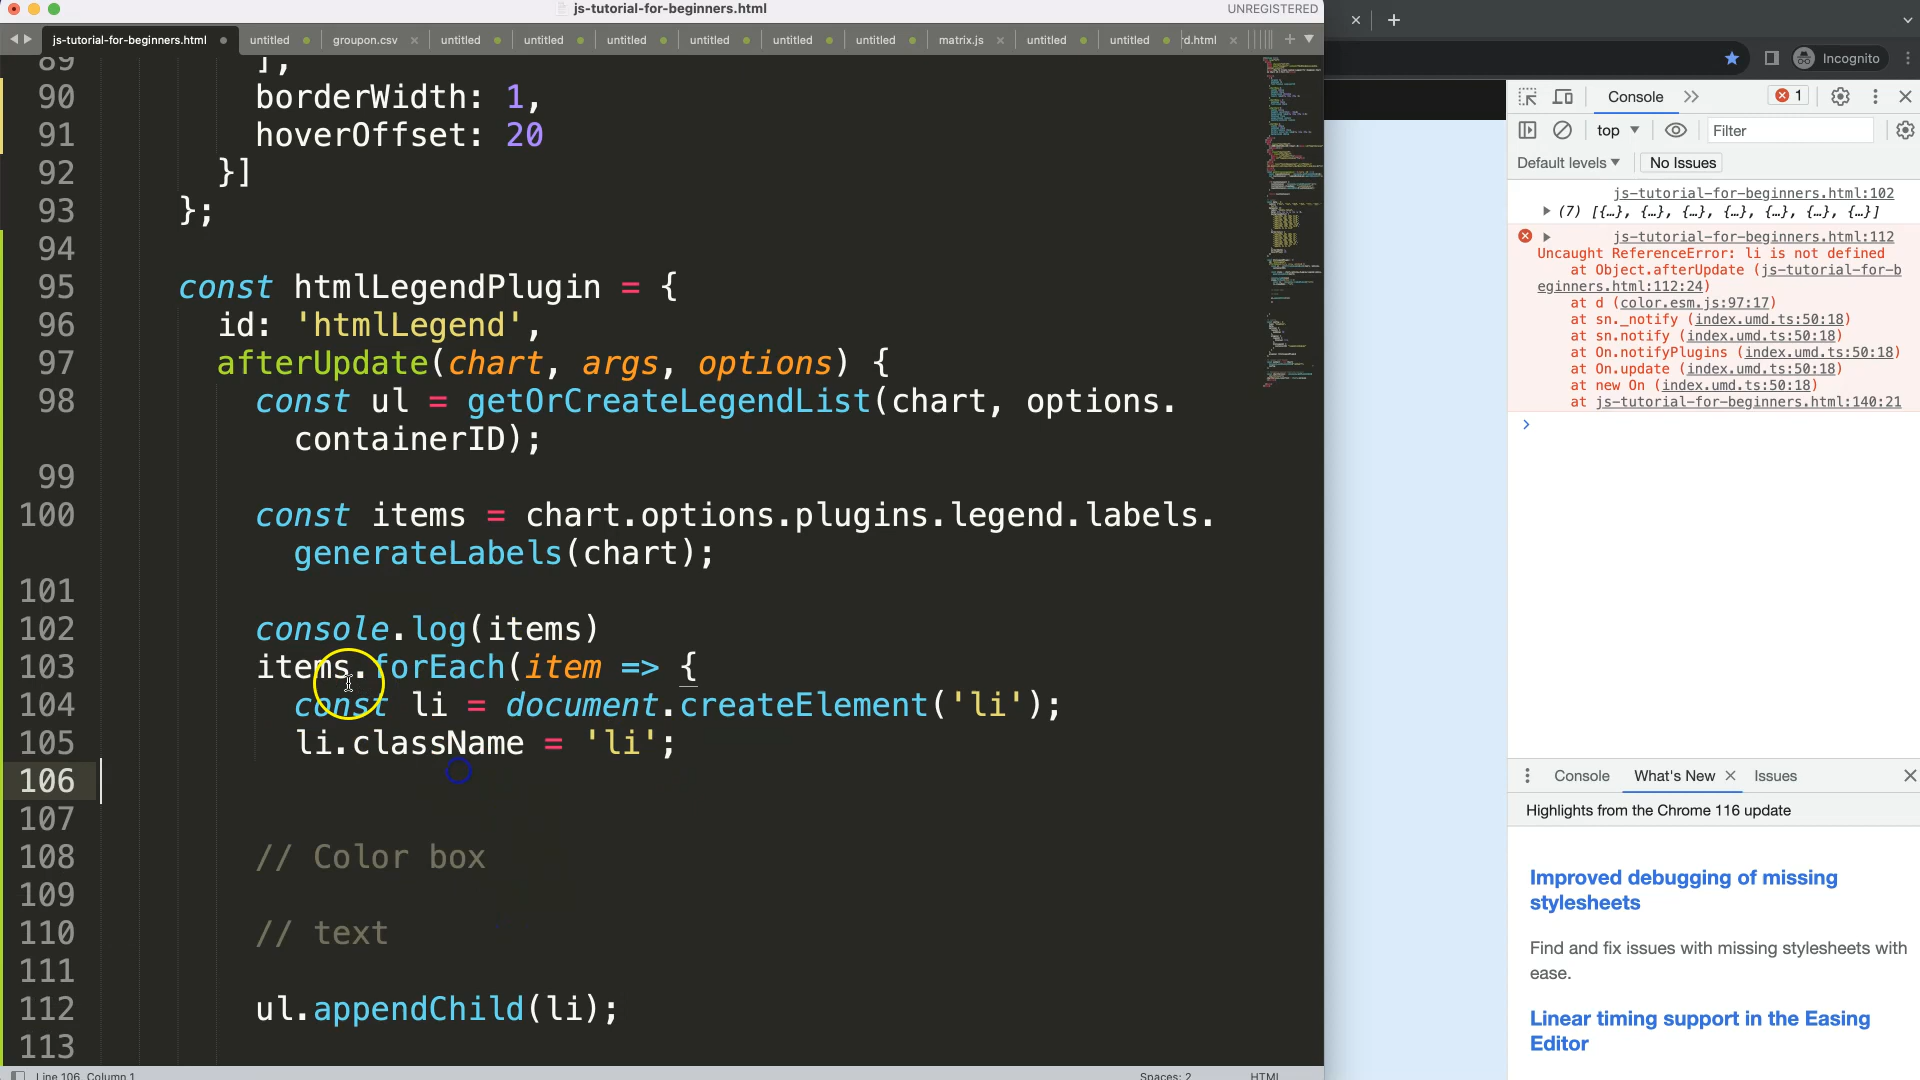 js-tutorial-for-beginners.html
UNREGISTERED
js-tutorial-for-beginners.html untitled groupon.csv untitled untitled untitled untitled untitled untitled matrix.js untitled untitled rd.html
89 ],
90 borderWidth: 1,
91 hoverOffset: 20
92 }]
93 };
94
95 const htmlLegendPlugin = {
96 id: 'htmlLegend',
97 afterUpdate(chart, args, options) {
98 const ul = getOrCreateLegendList(chart, options.
containerID);
99
100 const items = chart.options.plugins.legend.labels.
generateLabels(chart);
101
102 console.log(items)
103 items.forEach(item => {
104 const li = document.createElement('li');
105 li.className = 'li';
106
107
108 // Color box
109
110 // text
111
112 ul.appendChild(li);
113
Line 106, Column 1 Spaces: 2 HTML
Incognito
Console
1
top
Filter
Default levels
No Issues
js-tutorial-for-beginners.html:102
(7) [{…}, {…}, {…}, {…}, {…}, {…}, {…}]
js-tutorial-for-beginners.html:112
Uncaught ReferenceError: li is not defined
at Object.afterUpdate (js-tutorial-for-b
eginners.html:112:24)
at d (color.esm.js:97:17)
at sn._notify (index.umd.ts:50:18)
at sn.notify (index.umd.ts:50:18)
at On.notifyPlugins (index.umd.ts:50:18)
at On.update (index.umd.ts:50:18)
at new On (index.umd.ts:50:18)
at js-tutorial-for-beginners.html:140:21
Console What's New Issues
Highlights from the Chrome 116 update
Improved debugging of missing
stylesheets
Find and fix issues with missing stylesheets with
ease.
Linear timing support in the Easing
Editor